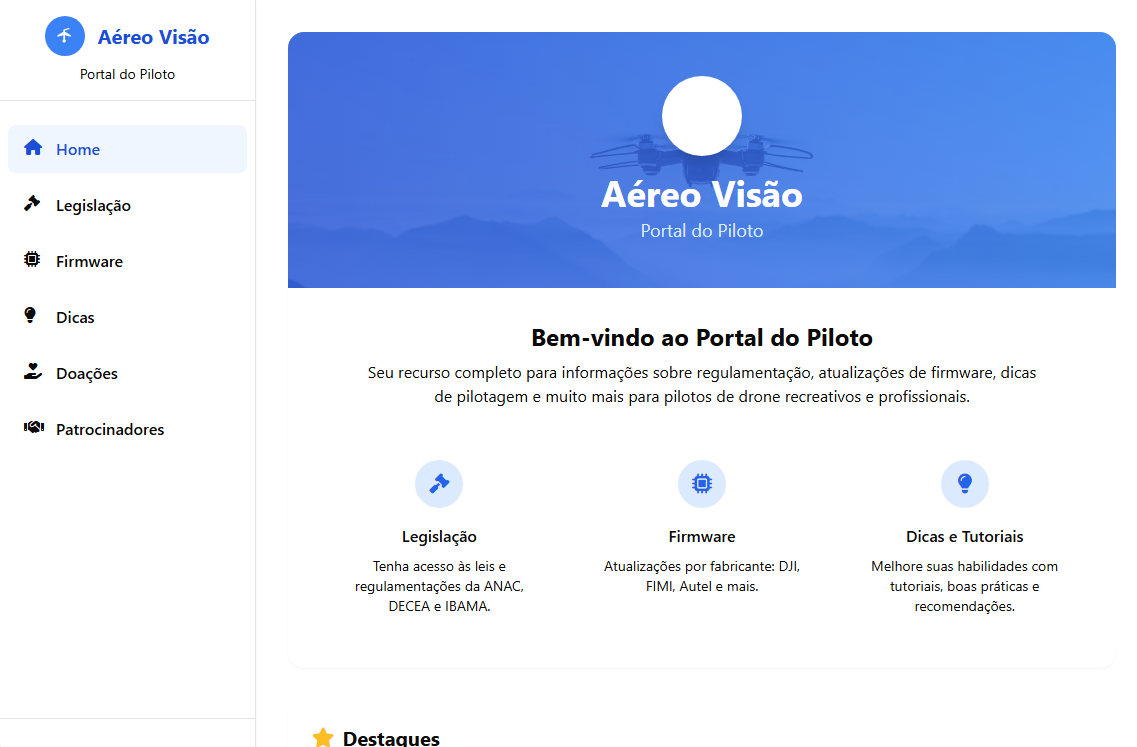 Aéreo Visão
Portal do Piloto
Home
Legislação
Firmware
Dicas
Doações
Patrocinadores
Aéreo Visão
Portal do Piloto
Bem-vindo ao Portal do Piloto
Seu recurso completo para informações sobre regulamentação, atualizações de firmware, dicas
de pilotagem e muito mais para pilotos de drone recreativos e profissionais.
Legislação
Tenha acesso às leis e
regulamentações da ANAC,
DECEA e IBAMA.
Firmware
Atualizações por fabricante: DJI,
FIMI, Autel e mais.
Dicas e Tutoriais
Melhore suas habilidades com
tutoriais, boas práticas e
recomendações.
Destaques